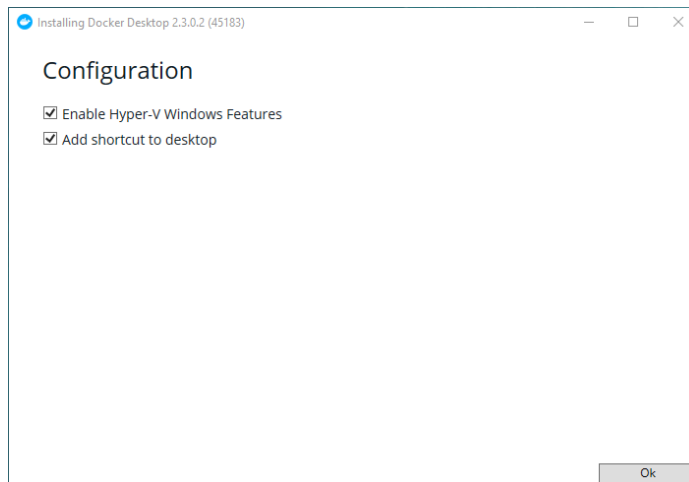 Installing Docker Desktop 2.3.0.2 (45183)
Configuration
Enable Hyper-V Windows Features
Add shortcut to desktop
Ok